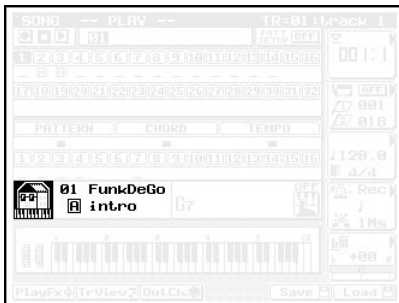 SONG -- PLAY -- TR=01:track 1
01 PATT SETUP OFF 001:1
1 2 3 4 5 6 7 8 9 10 11 12 13 14 15 16
17 18 19 20 21 22 23 24 25 26 27 28 29 30 31 32
OFF
001
018
PATTERN CHORD TEMPO
1 2 3 4 5 6 7 8 9 10 11 12 13 14 15 16
♩120.0
4/4
01 FunkDeGo
A intro
G7
OFF
Rec
1Ms
+00
PlayFx TrView OutCh. Save Load